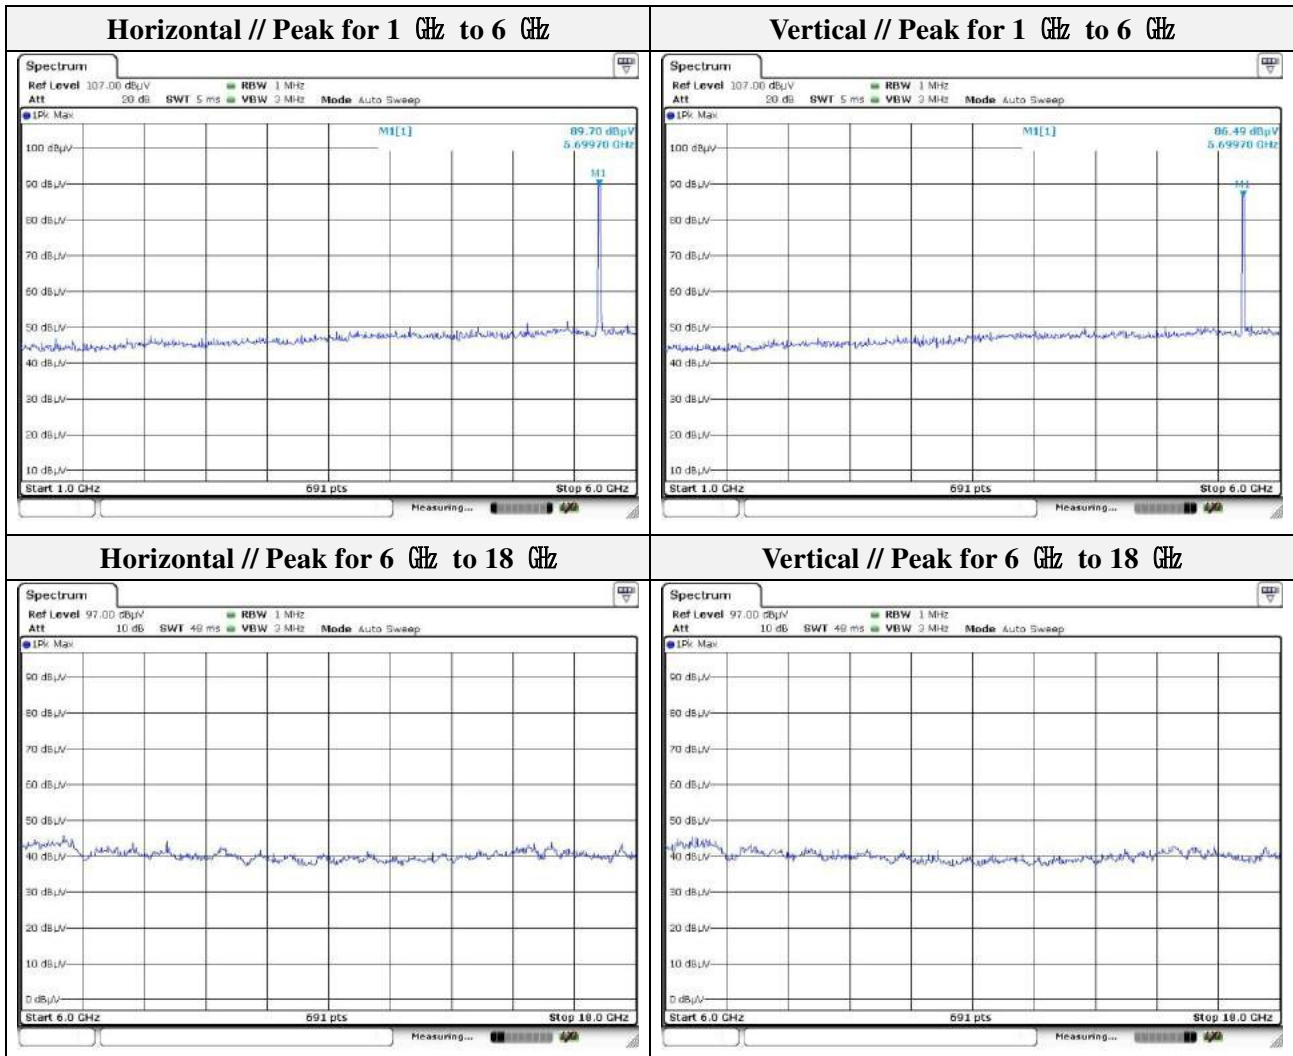 Horizontal // Peak for 1 ㎓ to 6 ㎓
Spectrum
Ref Level 107.00 dBµV RBW 1 MHz
Att 20 dB SWT 5 ms VBW 3 MHz Mode Auto Sweep
1Pk Max
M1[1] 89.70 dBµV
5.69970 GHz
M1
100 dBµV
90 dBµV
80 dBµV
70 dBµV
60 dBµV
50 dBµV
40 dBµV
30 dBµV
20 dBµV
10 dBµV
Start 1.0 GHz 691 pts Stop 6.0 GHz
Measuring...
Vertical // Peak for 1 ㎓ to 6 ㎓
Spectrum
Ref Level 107.00 dBµV RBW 1 MHz
Att 20 dB SWT 5 ms VBW 3 MHz Mode Auto Sweep
1Pk Max
M1[1] 86.49 dBµV
5.69970 GHz
M1
100 dBµV
90 dBµV
80 dBµV
70 dBµV
60 dBµV
50 dBµV
40 dBµV
30 dBµV
20 dBµV
10 dBµV
Start 1.0 GHz 691 pts Stop 6.0 GHz
Measuring...
Horizontal // Peak for 6 ㎓ to 18 ㎓
Spectrum
Ref Level 97.00 dBµV RBW 1 MHz
Att 10 dB SWT 48 ms VBW 3 MHz Mode Auto Sweep
1Pk Max
90 dBµV
80 dBµV
70 dBµV
60 dBµV
50 dBµV
40 dBµV
30 dBµV
20 dBµV
10 dBµV
0 dBµV
Start 6.0 GHz 691 pts Stop 18.0 GHz
Measuring...
Vertical // Peak for 6 ㎓ to 18 ㎓
Spectrum
Ref Level 97.00 dBµV RBW 1 MHz
Att 10 dB SWT 48 ms VBW 3 MHz Mode Auto Sweep
1Pk Max
90 dBµV
80 dBµV
70 dBµV
60 dBµV
50 dBµV
40 dBµV
30 dBµV
20 dBµV
10 dBµV
0 dBµV
Start 6.0 GHz 691 pts Stop 18.0 GHz
Measuring...